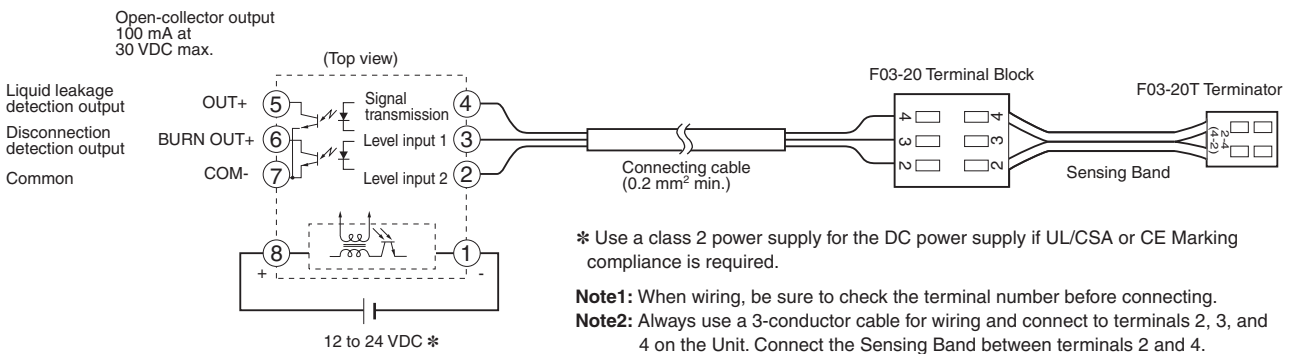 Open-collector output
100 mA at
30 VDC max.
(Top view)
Liquid leakage
detection output
OUT+
5
Signal
transmission
4
Disconnection
detection output
BURN OUT+
6
Level input 1
3
Common
COM-
7
Level input 2
2
8
1
+
-
12 to 24 VDC *
Connecting cable
(0.2 mm² min.)
F03-20 Terminal Block
4
3
2
4
3
2
Sensing Band
F03-20T Terminator
2-4
(4-2)
* Use a class 2 power supply for the DC power supply if UL/CSA or CE Marking
compliance is required.
Note1: When wiring, be sure to check the terminal number before connecting.
Note2: Always use a 3-conductor cable for wiring and connect to terminals 2, 3, and
4 on the Unit. Connect the Sensing Band between terminals 2 and 4.